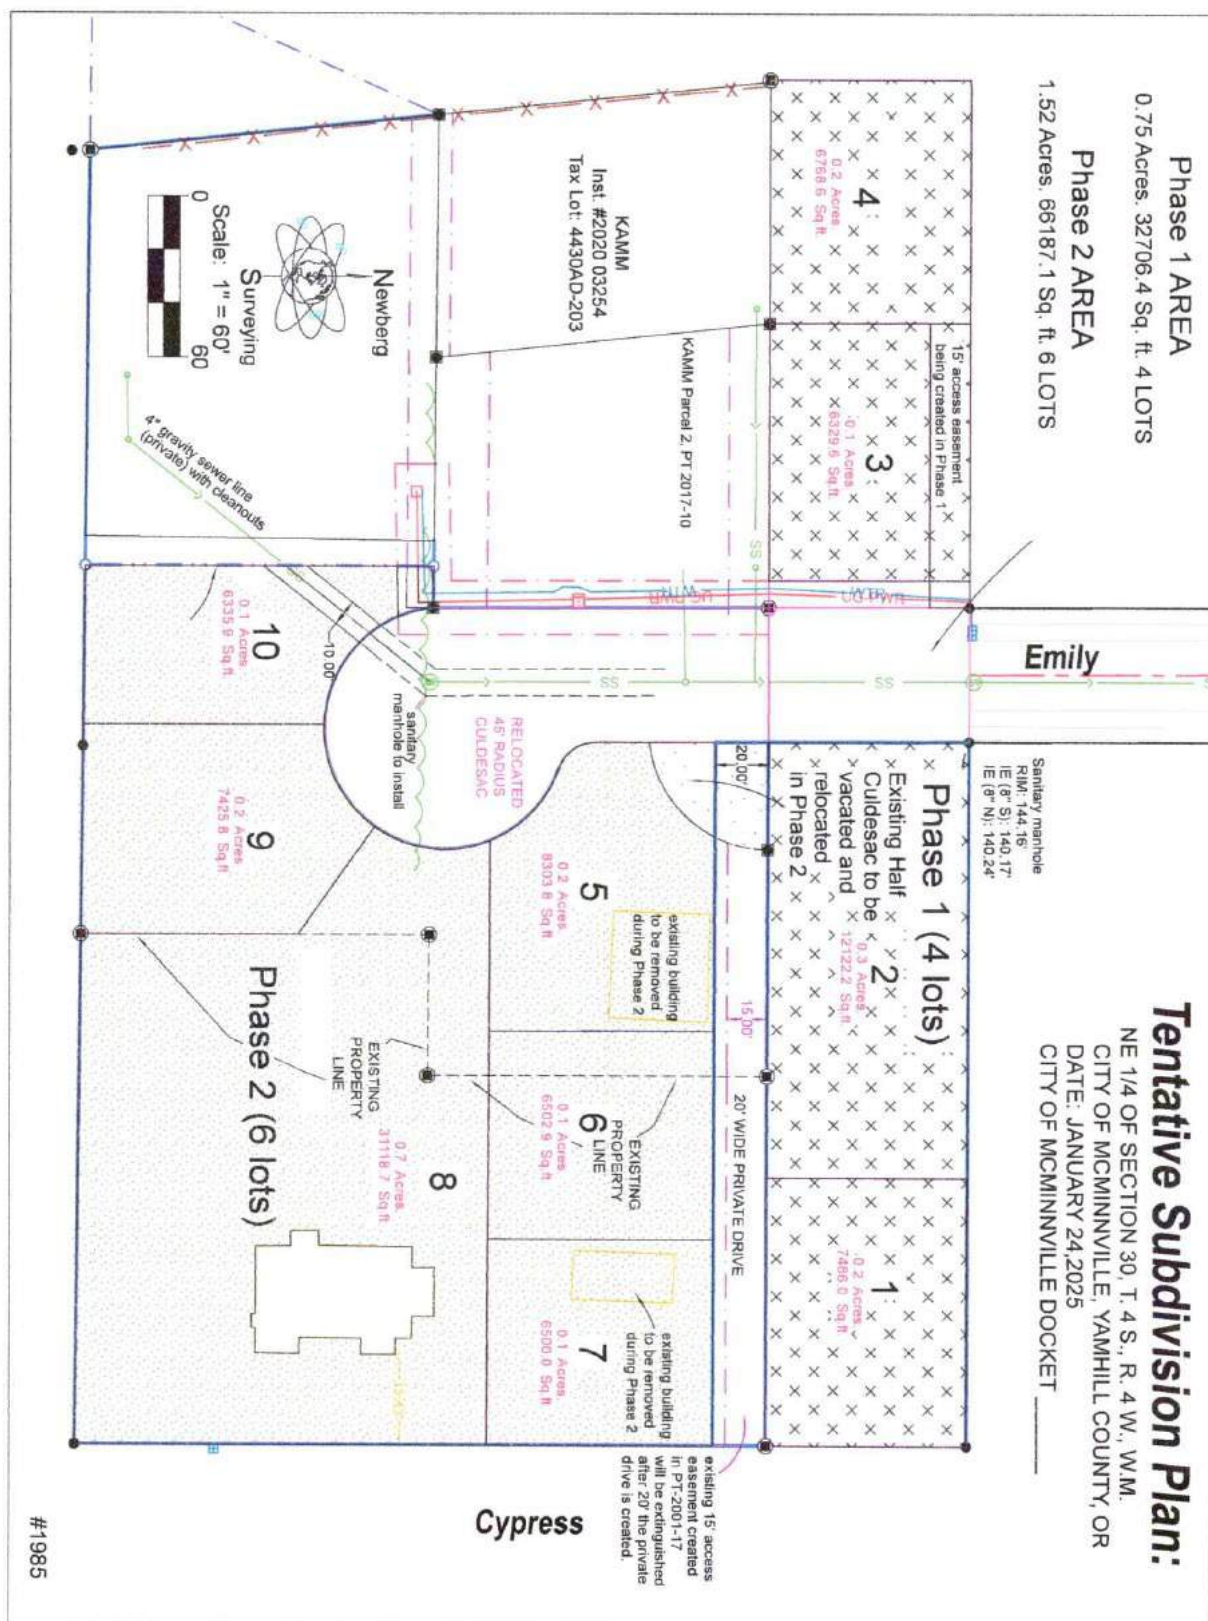 Tentative Subdivision Plan:
NE 1/4 OF SECTION 30, T. 4 S., R. 4 W., W.M.
CITY OF MCMINNVILLE, YAMHILL COUNTY, OR
DATE: JANUARY 24,2025
CITY OF MCMINNVILLE DOCKET
Phase 1 AREA
0.75 Acres. 32706.4 Sq. ft. 4 LOTS
Phase 2 AREA
1.52 Acres. 66187.1 Sq. ft. 6 LOTS
Emily
Sanitary manhole
RIM: 144.16'
IE (8" S): 140.17'
IE (8" N): 140.24'
15' access easement
being created in Phase 1
4
0.2 Acres.
6768.6 Sq.ft.
3
0.1 Acres.
6329.6 Sq.ft.
Phase 1 (4 lots)
Existing Half
Culdesac to be
vacated and
relocated
in Phase 2
2
0.3 Acres.
12122.2 Sq.ft.
1
0.2 Acres.
7486.0 Sq.ft.
KAMM
Inst. #2020 03254
Tax Lot: 4430AD-203
KAMM Parcel 2, PT 2017-10
SS
SS
SS
SS
UG PWR
20.00'
15.00'
20' WIDE PRIVATE DRIVE
existing 15' access
easement created
in PT-2001-17
will be extinguished
after 20' the private
drive is created.
existing building
to be removed
during Phase 2
5
0.2 Acres
8303.8 Sq.ft
EXISTING
PROPERTY
LINE
6
0.1 Acres
6502.9 Sq.ft
existing building
to be removed
during Phase 2
7
0.1 Acres
6500.0 Sq.ft
RELOCATED
45' RADIUS
CULDESAC
sanitary
manhole to install
8
0.7 Acres.
31118.7 Sq.ft.
EXISTING
PROPERTY
LINE
Phase 2 (6 lots)
9
0.2 Acres.
7425.8 Sq.ft
10
0.1 Acres.
6335.9 Sq.ft.
10.00'
SS
4" gravity sewer line
(private) with cleanouts
Newberg
Surveying
Scale: 1" = 60'
0
60
Cypress
#1985